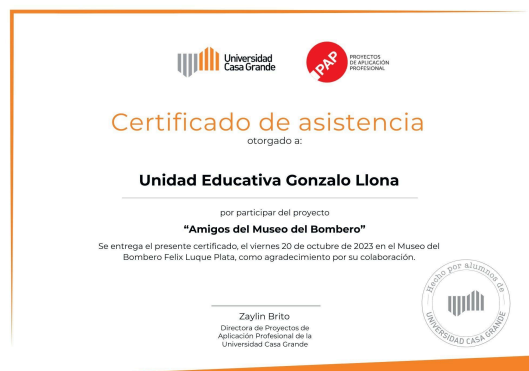 Universidad
Casa Grande
PAP
PROYECTOS
DE APLICACIÓN
PROFESIONAL
Certificado de asistencia
otorgado a:
Unidad Educativa Gonzalo Llona
por participar del proyecto
“Amigos del Museo del Bombero”
Se entrega el presente certificado, el viernes 20 de octubre de 2023 en el Museo del
Bombero Felix Luque Plata, como agradecimiento por su colaboración.
Zaylin Brito
Directora de Proyectos de
Aplicación Profesional de la
Universidad Casa Grande
Hecho por alumnos de
UNIVERSIDAD CASA GRANDE